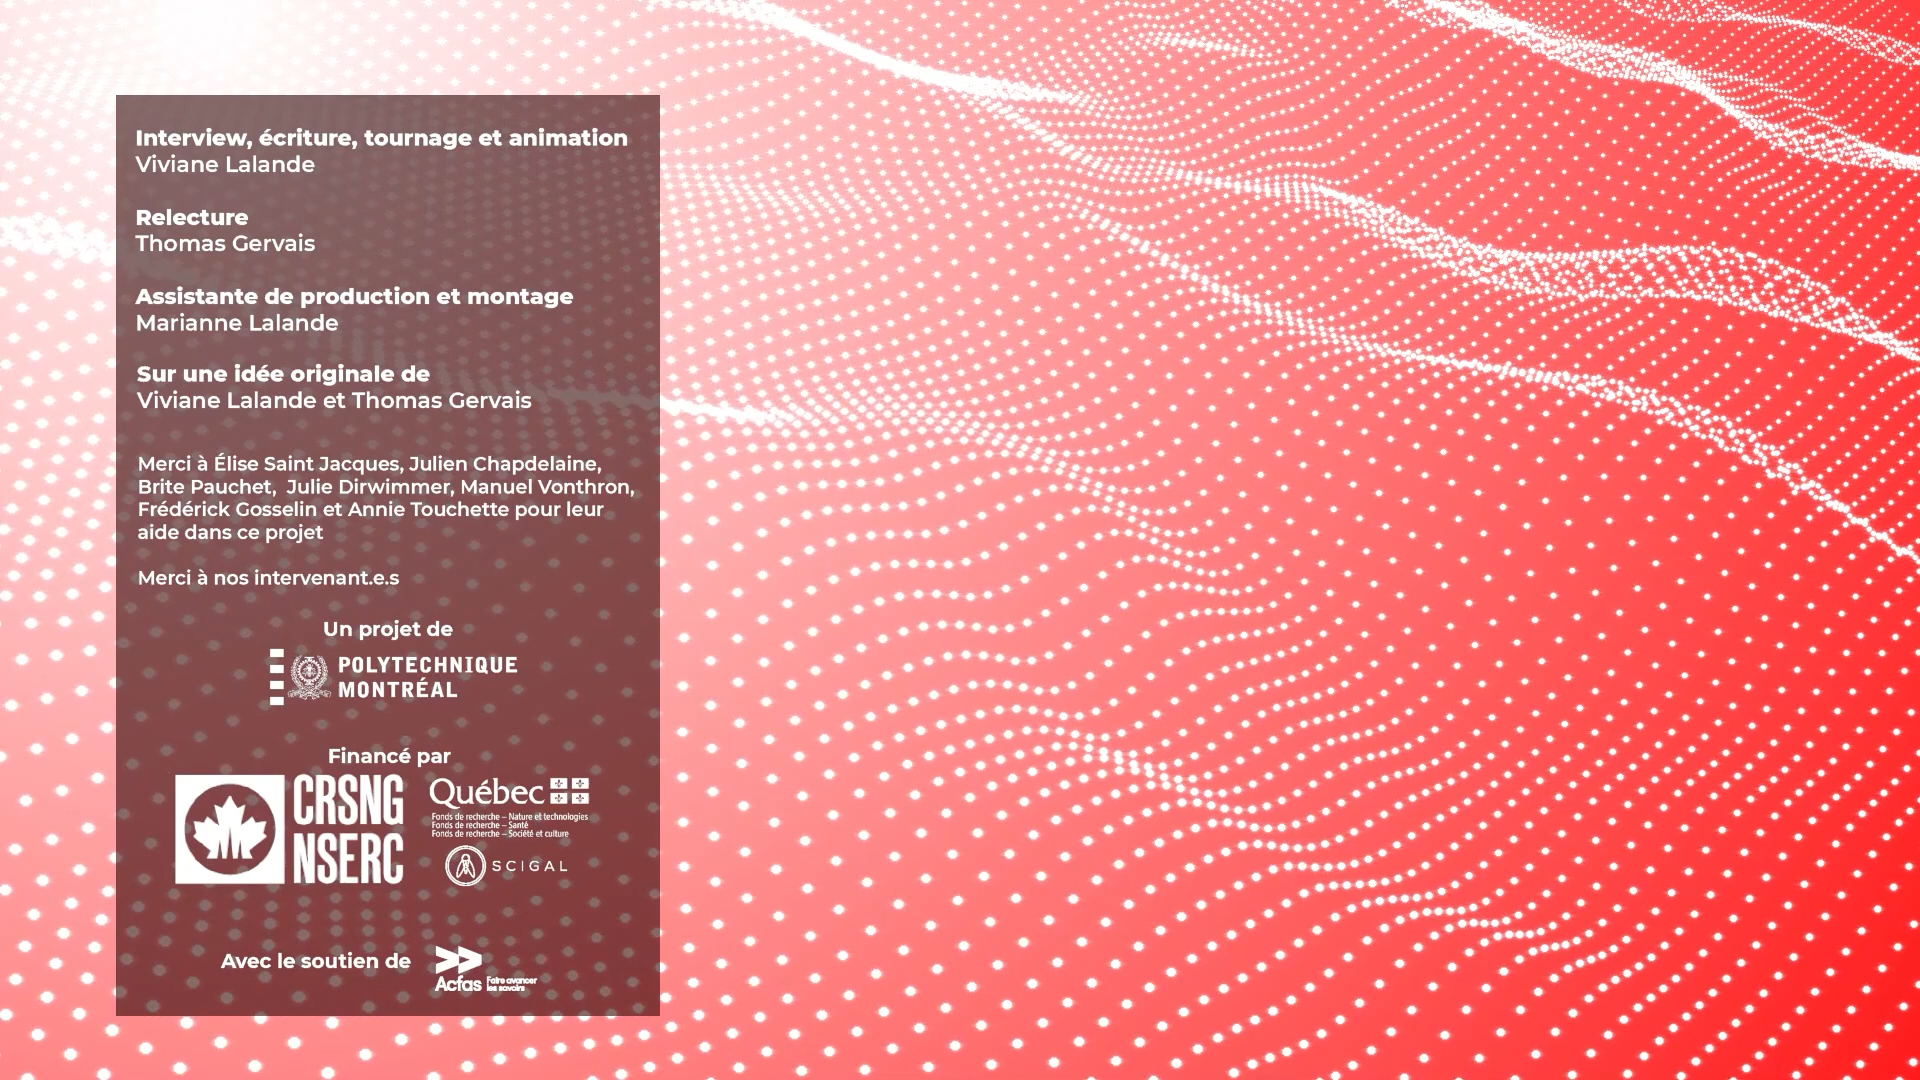 Interview, écriture, tournage et animation
Viviane Lalande
Relecture
Thomas Gervais
Assistante de production et montage
Marianne Lalande
Sur une idée originale de
Viviane Lalande et Thomas Gervais
Merci à Élise Saint Jacques, Julien Chapdelaine,
Brite Pauchet,  Julie Dirwimmer, Manuel Vonthron,
Frédérick Gosselin et Annie Touchette pour leur
aide dans ce projet
Merci à nos intervenant.e.s
Un projet de
POLYTECHNIQUE
MONTRÉAL
Financé par
CRSNG
NSERC
Québec
Fonds de recherche – Nature et technologies
Fonds de recherche – Santé
Fonds de recherche – Société et culture
SCIGAL
Avec le soutien de
Acfas
Faire avancer
les savoirs